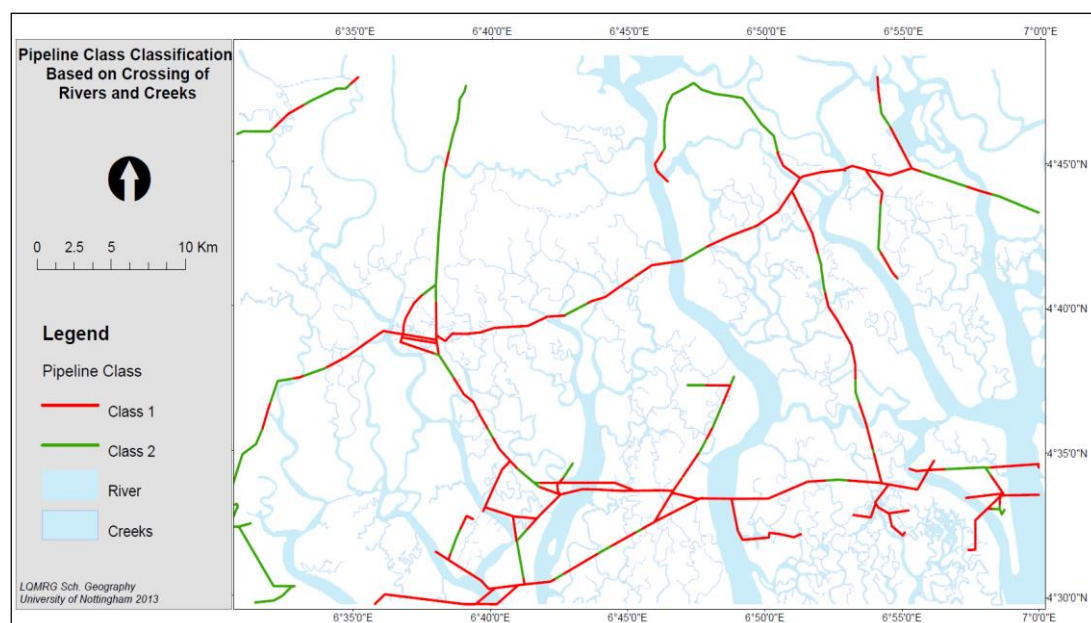 Pipeline Class Classification
Based on Crossing of
Rivers and Creeks
0 2.5 5 10 Km
Legend
Pipeline Class
Class 1
Class 2
River
Creeks
LQMRG Sch. Geography
University of Nottingham 2013
6°35'0"E 6°40'0"E 6°45'0"E 6°50'0"E 6°55'0"E 7°0'0"E
4°45'0"N
4°40'0"N
4°35'0"N
4°30'0"N
6°35'0"E 6°40'0"E 6°45'0"E 6°50'0"E 6°55'0"E 7°0'0"E